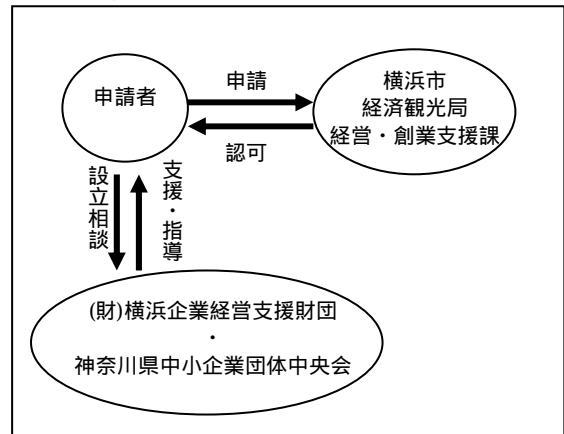 申請者
申請
認可
横浜市
経済観光局
経営・創業支援課
設立相談
支援・指導
(財)横浜企業経営支援財団
・
神奈川県中小企業団体中央会